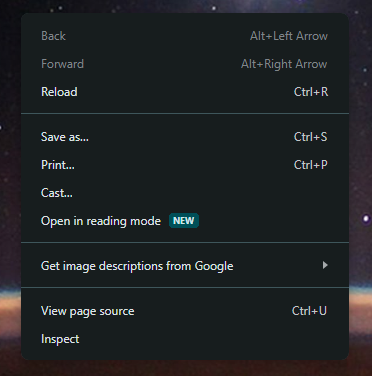 Back Alt+Left Arrow
Forward Alt+Right Arrow
Reload Ctrl+R
Save as... Ctrl+S
Print... Ctrl+P
Cast...
Open in reading mode NEW
Get image descriptions from Google
View page source Ctrl+U
Inspect